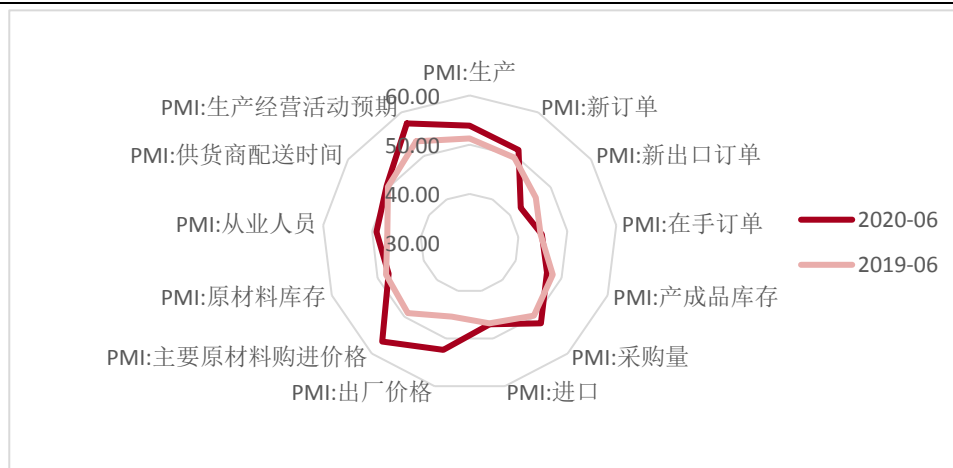 PMI:生产
PMI:新订单
PMI:新出口订单
PMI:在手订单
PMI:产成品库存
PMI:采购量
PMI:进口
PMI:出厂价格
PMI:主要原材料购进价格
PMI:原材料库存
PMI:从业人员
PMI:供货商配送时间
PMI:生产经营活动预期
60.00
50.00
40.00
30.00
2020-06
2019-06